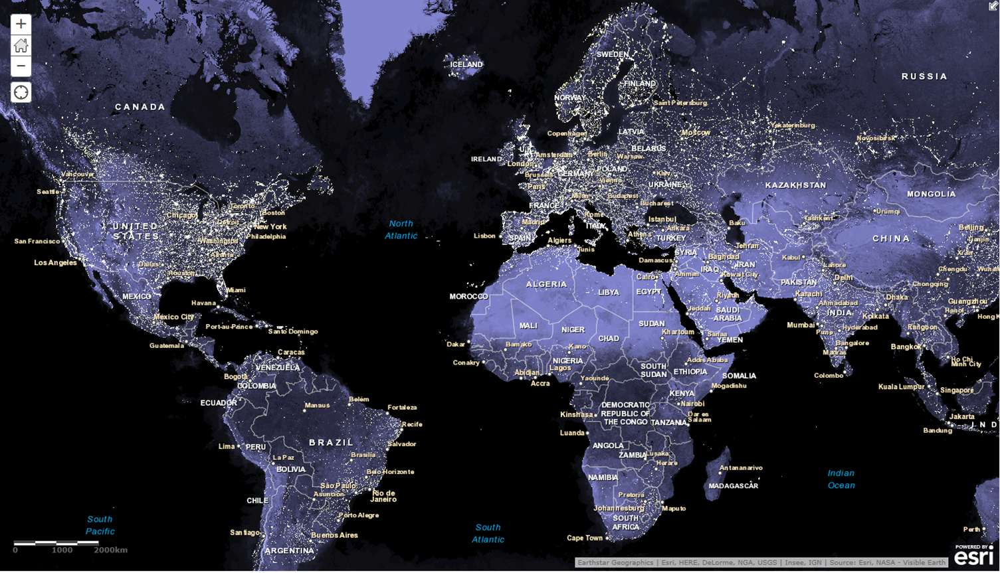 +
−
ICELAND
SWEDEN
FINLAND
NORWAY
Saint Petersburg
RUSSIA
CANADA
Yekaterinburg
Novosibirsk
Copenhagen
LATVIA
Moscow
BELARUS
IRELAND
U.K.
London
Amsterdam
Berlin
Warsaw
Brussels
GERMANY
POLAND
Kiev
Vienna
UKRAINE
Paris
Milan
Budapest
Bucharest
FRANCE
KAZAKHSTAN
MONGOLIA
Vancouver
Seattle
Toronto
Boston
Chicago
Detroit
New York
Philadelphia
UNITED
STATES
Washington
San Francisco
Atlanta
Los Angeles
Dallas
Houston
North
Atlantic
Rome
ITALY
Madrid
SPAIN
Lisbon
Istanbul
Ankara
Athens
TURKEY
Baku
Tashkent
Ürümqi
CHINA
Beijing
Tianjin
Xi'an
Algiers
Tunis
Tehran
SYRIA
Damascus
Baghdad
IRAQ
IRAN
Kabul
Lahore
Chengdu
Wuhan
Amman
Kuwait City
Cairo
Delhi
Chongqing
MEXICO
Miami
Havana
Mexico City
Port-au-Prince
Santo Domingo
Guatemala
MOROCCO
ALGERIA
LIBYA
EGYPT
Riyadh
PAKISTAN
Karachi
Dhaka
Guangzhou
Hanoi
Ahmadabad
Jeddah
SAUDI
ARABIA
INDIA
Kolkata
Hong K
MALI
NIGER
SUDAN
Khartoum
CHAD
Mumbai
Pune
Hyderabad
Rangoon
Sanaa
YEMEN
Dakar
Bamako
Kano
Bangalore
Madras
Bangkok
Caracas
VENEZUELA
Bogota
COLOMBIA
ECUADOR
Conakry
NIGERIA
Lagos
Abidjan
Accra
Yaoundé
SOUTH
SUDAN
Addis Ababa
ETHIOPIA
SOMALIA
Mogadishu
Colombo
Ho Chi
Minh City
Kuala Lumpur
Singapore
Manaus
Belém
Fortaleza
Recife
KENYA
Nairobi
DEMOCRATIC
REPUBLIC OF
THE CONGO
Kinshasa
Dar es
Salaam
TANZANIA
Luanda
Jakarta
I N D
Bandung
BRAZIL
Salvador
Lima
PERU
La Paz
BOLIVIA
Brasília
Belo Horizonte
ANGOLA
ZAMBIA
Lusaka
Harare
NAMIBIA
Antananarivo
MADAGASCAR
Indian
Ocean
CHILE
São Paulo
Asunción
Rio de
Janeiro
Porto Alegre
Pretoria
Johannesburg
Maputo
SOUTH
AFRICA
South
Pacific
South
Atlantic
Santiago
Buenos Aires
ARGENTINA
Cape Town
Perth
0 1000 2000km
Earthstar Geographics | Esri, HERE, DeLorme, NGA, USGS | Insee, IGN | Source: Esri, NASA - Visible Earth
POWERED BY
esri